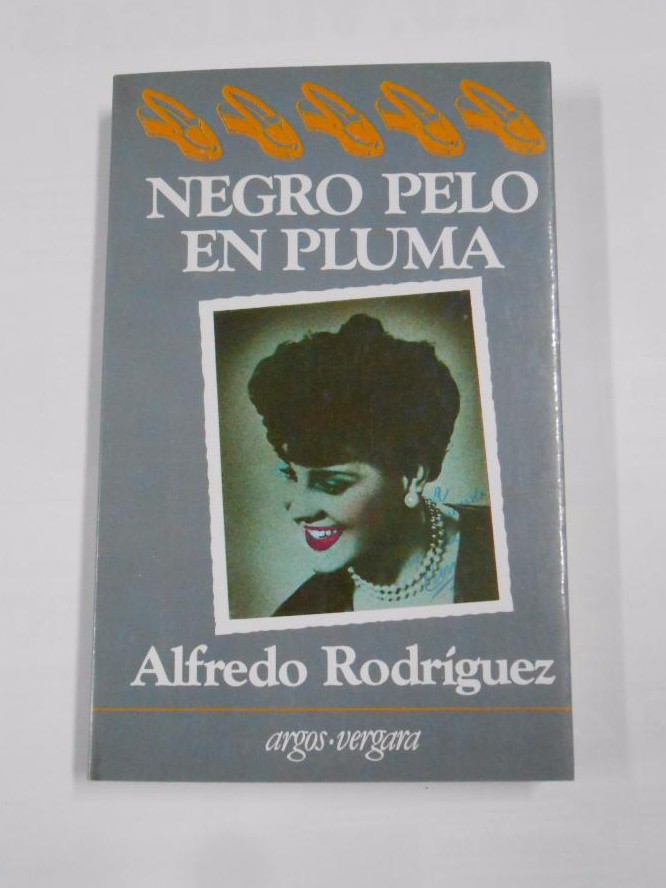 NEGRO PELO
EN PLUMA
Alfredo Rodríguez
argos·vergara